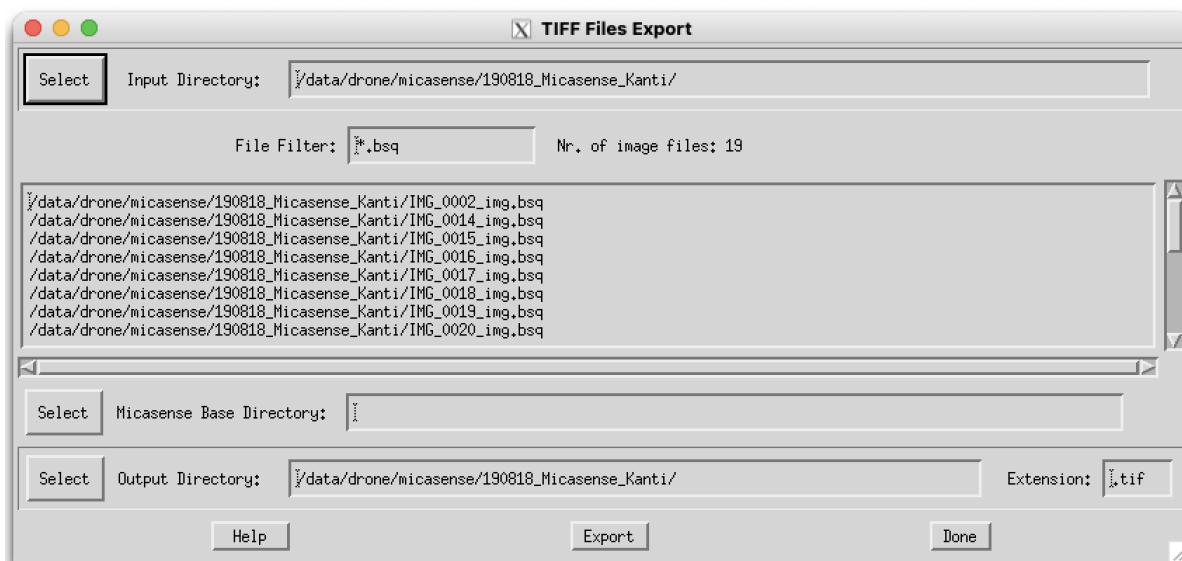 TIFF Files Export
Select Input Directory: /data/drone/micasense/190818_Micasense_Kanti/
File Filter: *.bsq Nr. of image files: 19
/data/drone/micasense/190818_Micasense_Kanti/IMG_0002_img.bsq
/data/drone/micasense/190818_Micasense_Kanti/IMG_0014_img.bsq
/data/drone/micasense/190818_Micasense_Kanti/IMG_0015_img.bsq
/data/drone/micasense/190818_Micasense_Kanti/IMG_0016_img.bsq
/data/drone/micasense/190818_Micasense_Kanti/IMG_0017_img.bsq
/data/drone/micasense/190818_Micasense_Kanti/IMG_0018_img.bsq
/data/drone/micasense/190818_Micasense_Kanti/IMG_0019_img.bsq
/data/drone/micasense/190818_Micasense_Kanti/IMG_0020_img.bsq
Select Micasense Base Directory:
Select Output Directory: /data/drone/micasense/190818_Micasense_Kanti/ Extension: .tif
Help Export Done